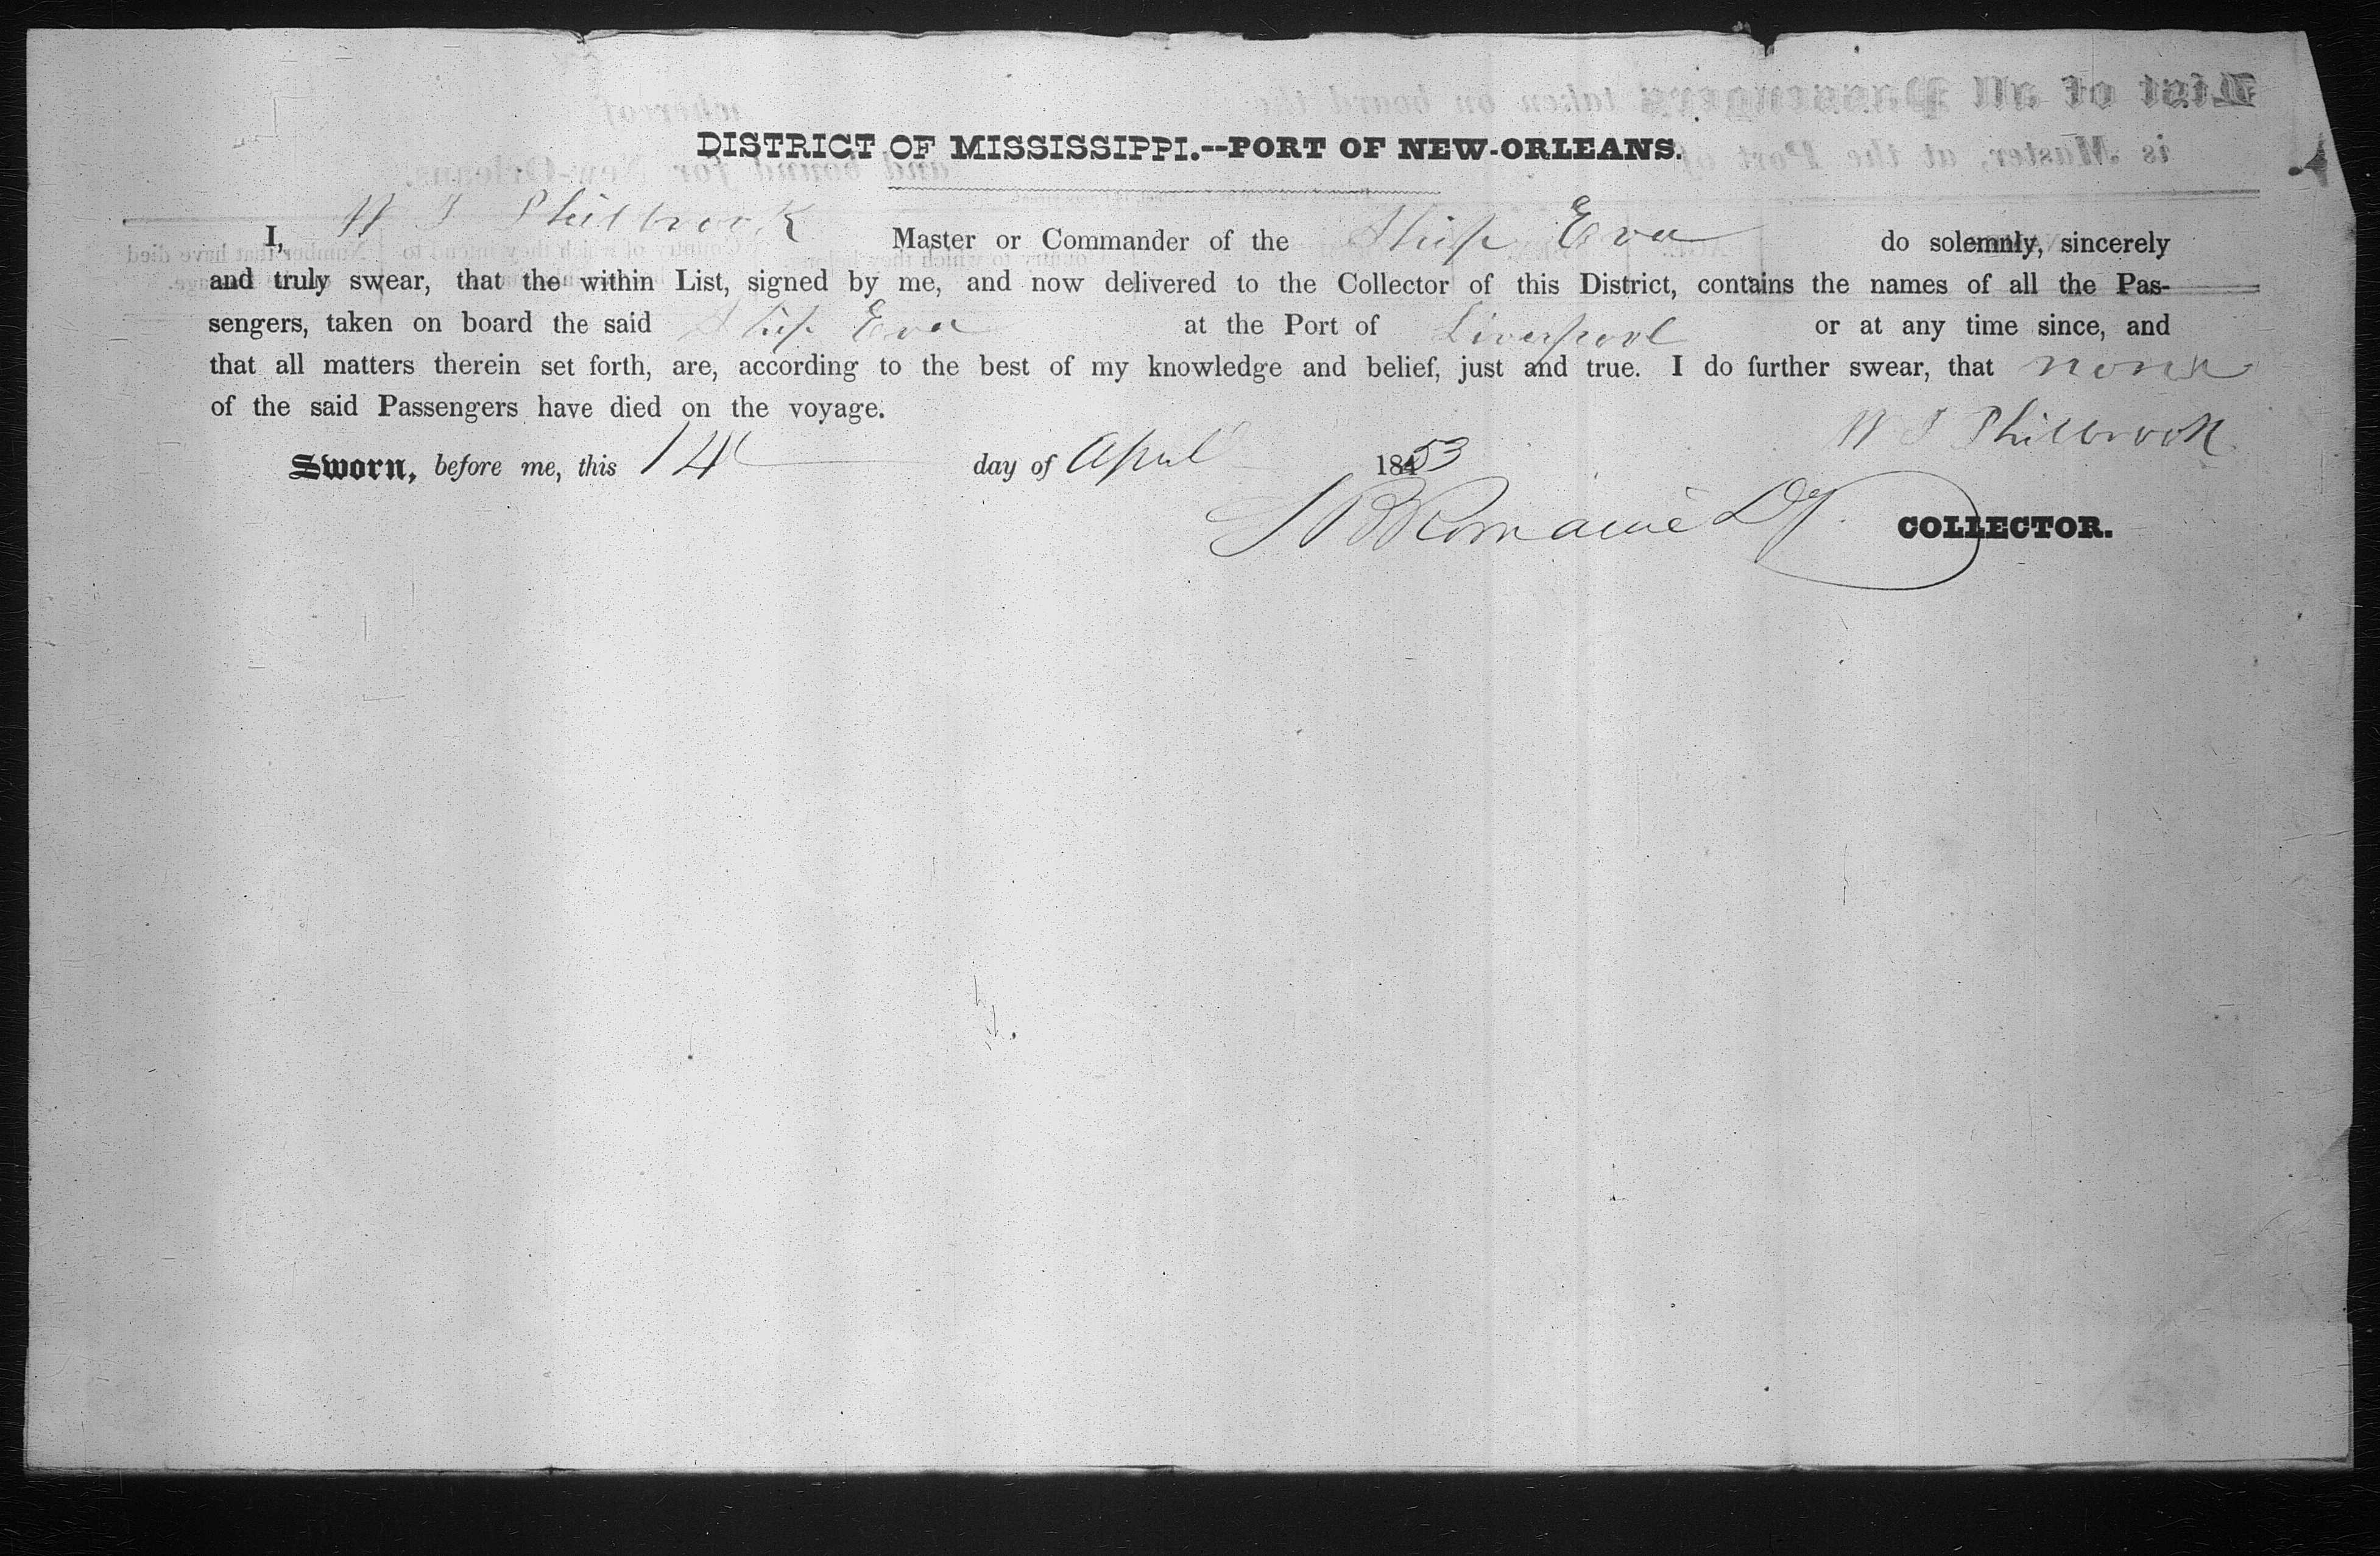 DISTRICT OF MISSISSIPPI.--PORT OF NEW-ORLEANS.
I, W S Philbrook Master or Commander of the Ship Eva do solemnly, sincerely
and truly swear, that the within List, signed by me, and now delivered to the Collector of this District, contains the names of all the Pas-
sengers, taken on board the said Ship Eva at the Port of Liverpool or at any time since, and
that all matters therein set forth, are, according to the best of my knowledge and belief, just and true. I do further swear, that none
of the said Passengers have died on the voyage.
W S Philbrook
Sworn, before me, this 14 day of April 1853
Romaine Dy. COLLECTOR.